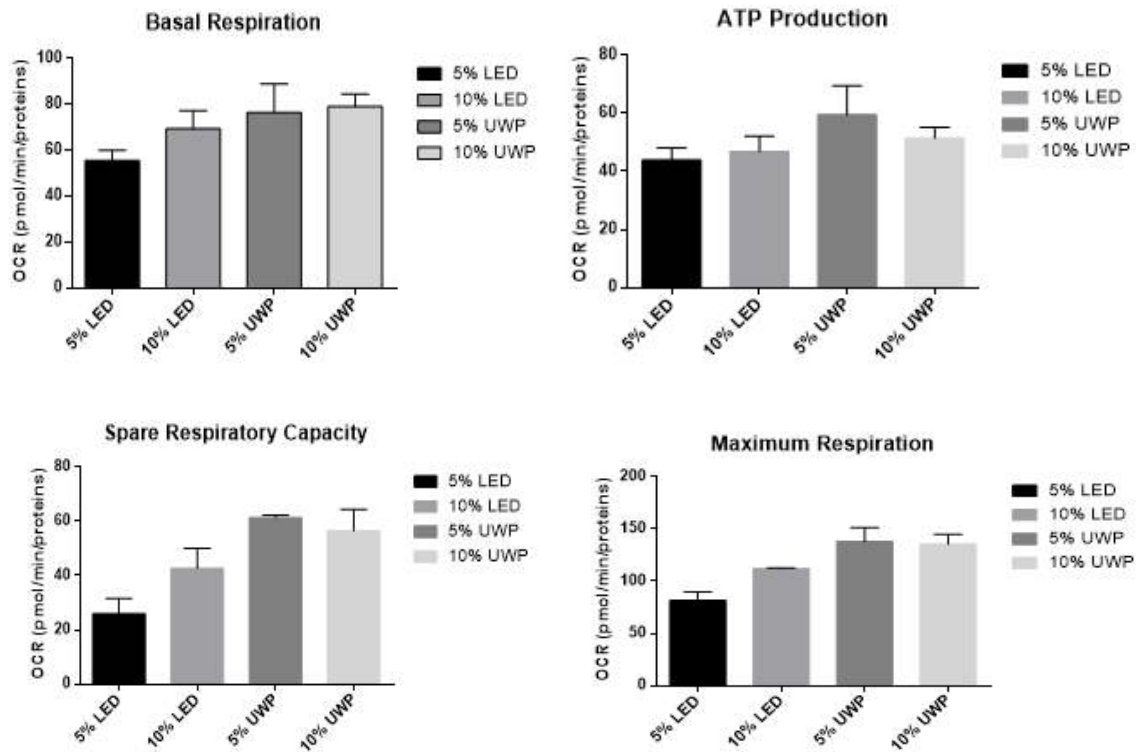 Basal Respiration
OCR (pmol/min/proteins)
100
80
60
40
20
0
5% LED
10% LED
5% UWP
10% UWP
5% LED
10% LED
5% UWP
10% UWP
ATP Production
OCR (pmol/min/proteins)
80
60
40
20
0
5% LED
10% LED
5% UWP
10% UWP
5% LED
10% LED
5% UWP
10% UWP
Spare Respiratory Capacity
OCR (pmol/min/proteins)
80
60
40
20
0
5% LED
10% LED
5% UWP
10% UWP
5% LED
10% LED
5% UWP
10% UWP
Maximum Respiration
OCR (pmol/min/proteins)
200
150
100
50
0
5% LED
10% LED
5% UWP
10% UWP
5% LED
10% LED
5% UWP
10% UWP